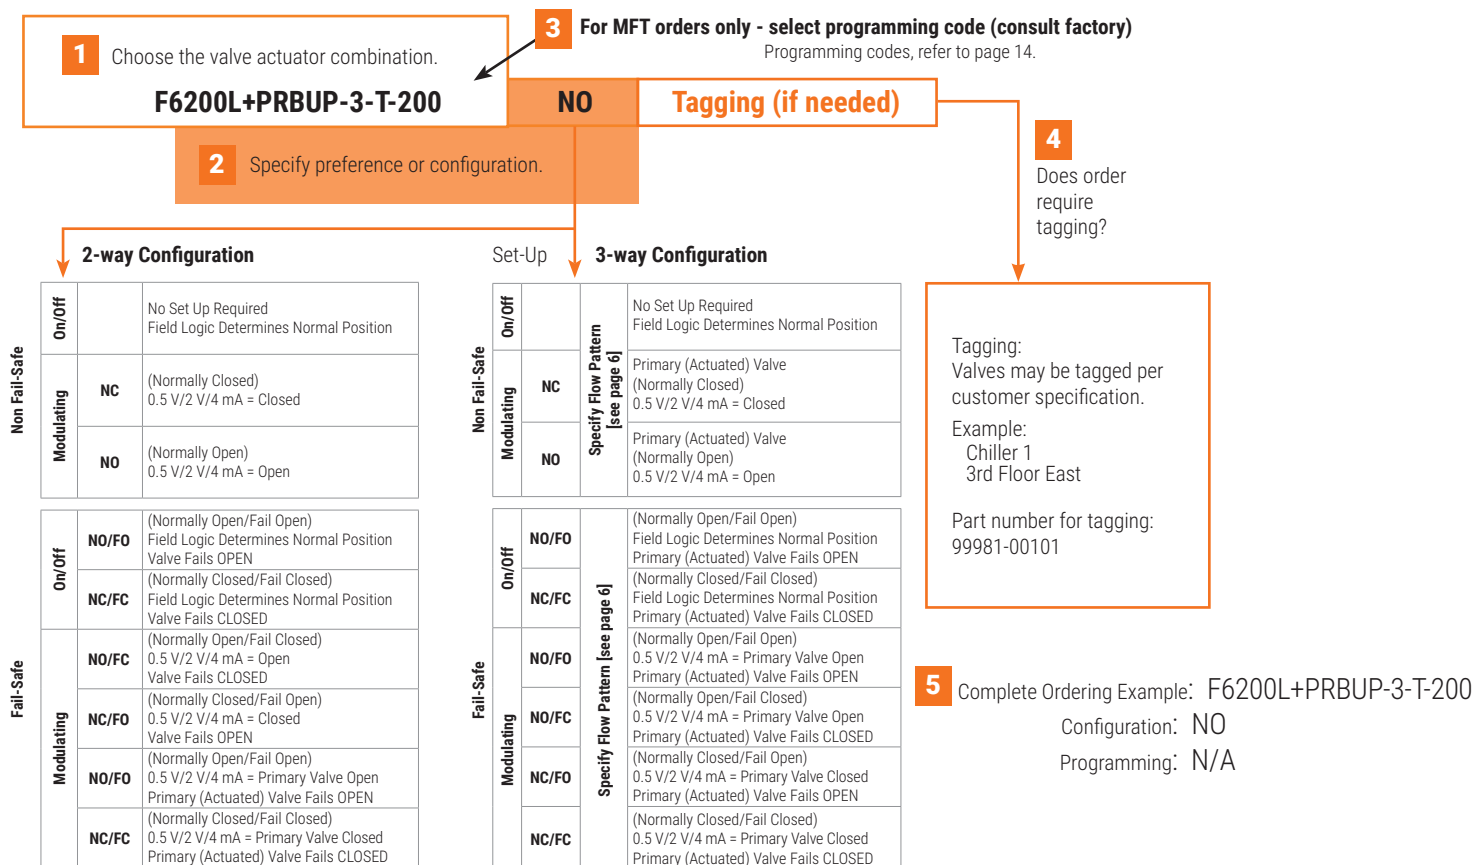 1 Choose the valve actuator combination.
F6200L+PRBUP-3-T-200
3 For MFT orders only - select programming code (consult factory)
Programming codes, refer to page 14.
NO
Tagging (if needed)
2 Specify preference or configuration.
4
Does order
require
tagging?
2-way Configuration
Non Fail-Safe
On/Off
No Set Up Required
Field Logic Determines Normal Position
Modulating
NC
(Normally Closed)
0.5 V/2 V/4 mA = Closed
NO
(Normally Open)
0.5 V/2 V/4 mA = Open
Fail-Safe
On/Off
NO/FO
(Normally Open/Fail Open)
Field Logic Determines Normal Position
Valve Fails OPEN
NC/FC
(Normally Closed/Fail Closed)
Field Logic Determines Normal Position
Valve Fails CLOSED
Modulating
NO/FC
(Normally Open/Fail Closed)
0.5 V/2 V/4 mA = Open
Valve Fails CLOSED
NC/FO
(Normally Closed/Fail Open)
0.5 V/2 V/4 mA = Closed
Valve Fails OPEN
NO/FO
(Normally Open/Fail Open)
0.5 V/2 V/4 mA = Primary Valve Open
Primary (Actuated) Valve Fails OPEN
NC/FC
(Normally Closed/Fail Closed)
0.5 V/2 V/4 mA = Primary Valve Closed
Primary (Actuated) Valve Fails CLOSED
Set-Up
3-way Configuration
Non Fail-Safe
On/Off
Specify Flow Pattern
[see page 6]
No Set Up Required
Field Logic Determines Normal Position
Modulating
NC
Primary (Actuated) Valve
(Normally Closed)
0.5 V/2 V/4 mA = Closed
NO
Primary (Actuated) Valve
(Normally Open)
0.5 V/2 V/4 mA = Open
Fail-Safe
On/Off
Specify Flow Pattern [see page 6]
NO/FO
(Normally Open/Fail Open)
Field Logic Determines Normal Position
Primary (Actuated) Valve Fails OPEN
NC/FC
(Normally Closed/Fail Closed)
Field Logic Determines Normal Position
Primary (Actuated) Valve Fails CLOSED
Modulating
NO/FO
(Normally Open/Fail Open)
0.5 V/2 V/4 mA = Primary Valve Open
Primary (Actuated) Valve Fails OPEN
NO/FC
(Normally Open/Fail Closed)
0.5 V/2 V/4 mA = Primary Valve Open
Primary (Actuated) Valve Fails CLOSED
NC/FO
(Normally Closed/Fail Open)
0.5 V/2 V/4 mA = Primary Valve Closed
Primary (Actuated) Valve Fails OPEN
NC/FC
(Normally Closed/Fail Closed)
0.5 V/2 V/4 mA = Primary Valve Closed
Primary (Actuated) Valve Fails CLOSED
Tagging:
Valves may be tagged per
customer specification.
Example:
Chiller 1
3rd Floor East
Part number for tagging:
99981-00101
5 Complete Ordering Example: F6200L+PRBUP-3-T-200
Configuration: NO
Programming: N/A